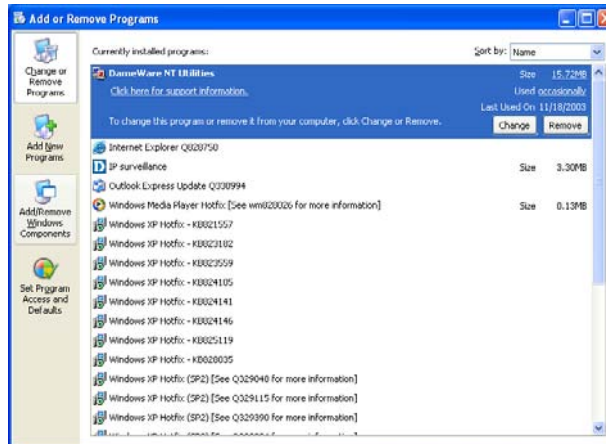 Add or Remove Programs
Change or
Remove
Programs
Add New
Programs
Add/Remove
Windows
Components
Set Program
Access and
Defaults
Currently installed programs:
Sort by: Name
DameWare NT Utilities
Size 15.72MB
Click here for support information.
Used occasionally
Last Used On 11/18/2003
To change this program or remove it from your computer, click Change or Remove.
Change Remove
Internet Explorer Q828750
IP surveillance Size 3.30MB
Outlook Express Update Q330994
Windows Media Player Hotfix [See wm828026 for more information] Size 0.13MB
Windows XP Hotfix - KB821557
Windows XP Hotfix - KB823182
Windows XP Hotfix - KB823559
Windows XP Hotfix - KB824105
Windows XP Hotfix - KB824141
Windows XP Hotfix - KB824146
Windows XP Hotfix - KB825119
Windows XP Hotfix - KB828035
Windows XP Hotfix (SP2) [See Q329048 for more information]
Windows XP Hotfix (SP2) [See Q329115 for more information]
Windows XP Hotfix (SP2) [See Q329390 for more information]